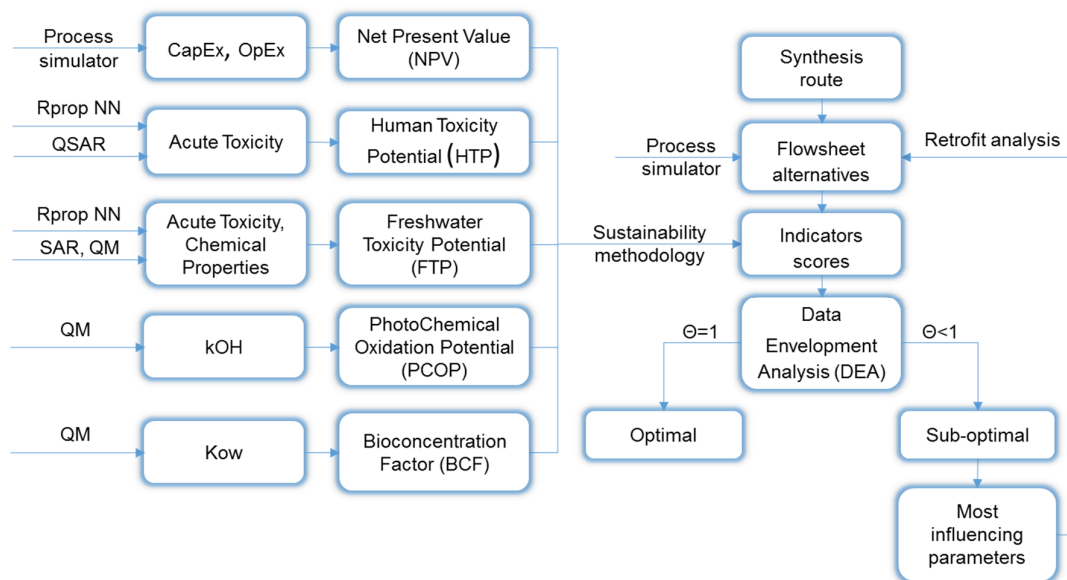 Process
simulator
CapEx, OpEx
Net Present Value
(NPV)
Rprop NN
QSAR
Acute Toxicity
Human Toxicity
Potential (HTP)
Rprop NN
SAR, QM
Acute Toxicity,
Chemical
Properties
Freshwater
Toxicity Potential
(FTP)
QM
kOH
PhotoChemical
Oxidation Potential
(PCOP)
QM
Kow
Bioconcentration
Factor (BCF)
Sustainability
methodology
Synthesis
route
Process
simulator
Flowsheet
alternatives
Retrofit analysis
Indicators
scores
Data
Envelopment
Analysis (DEA)
Θ=1
Θ<1
Optimal
Sub-optimal
Most
influencing
parameters